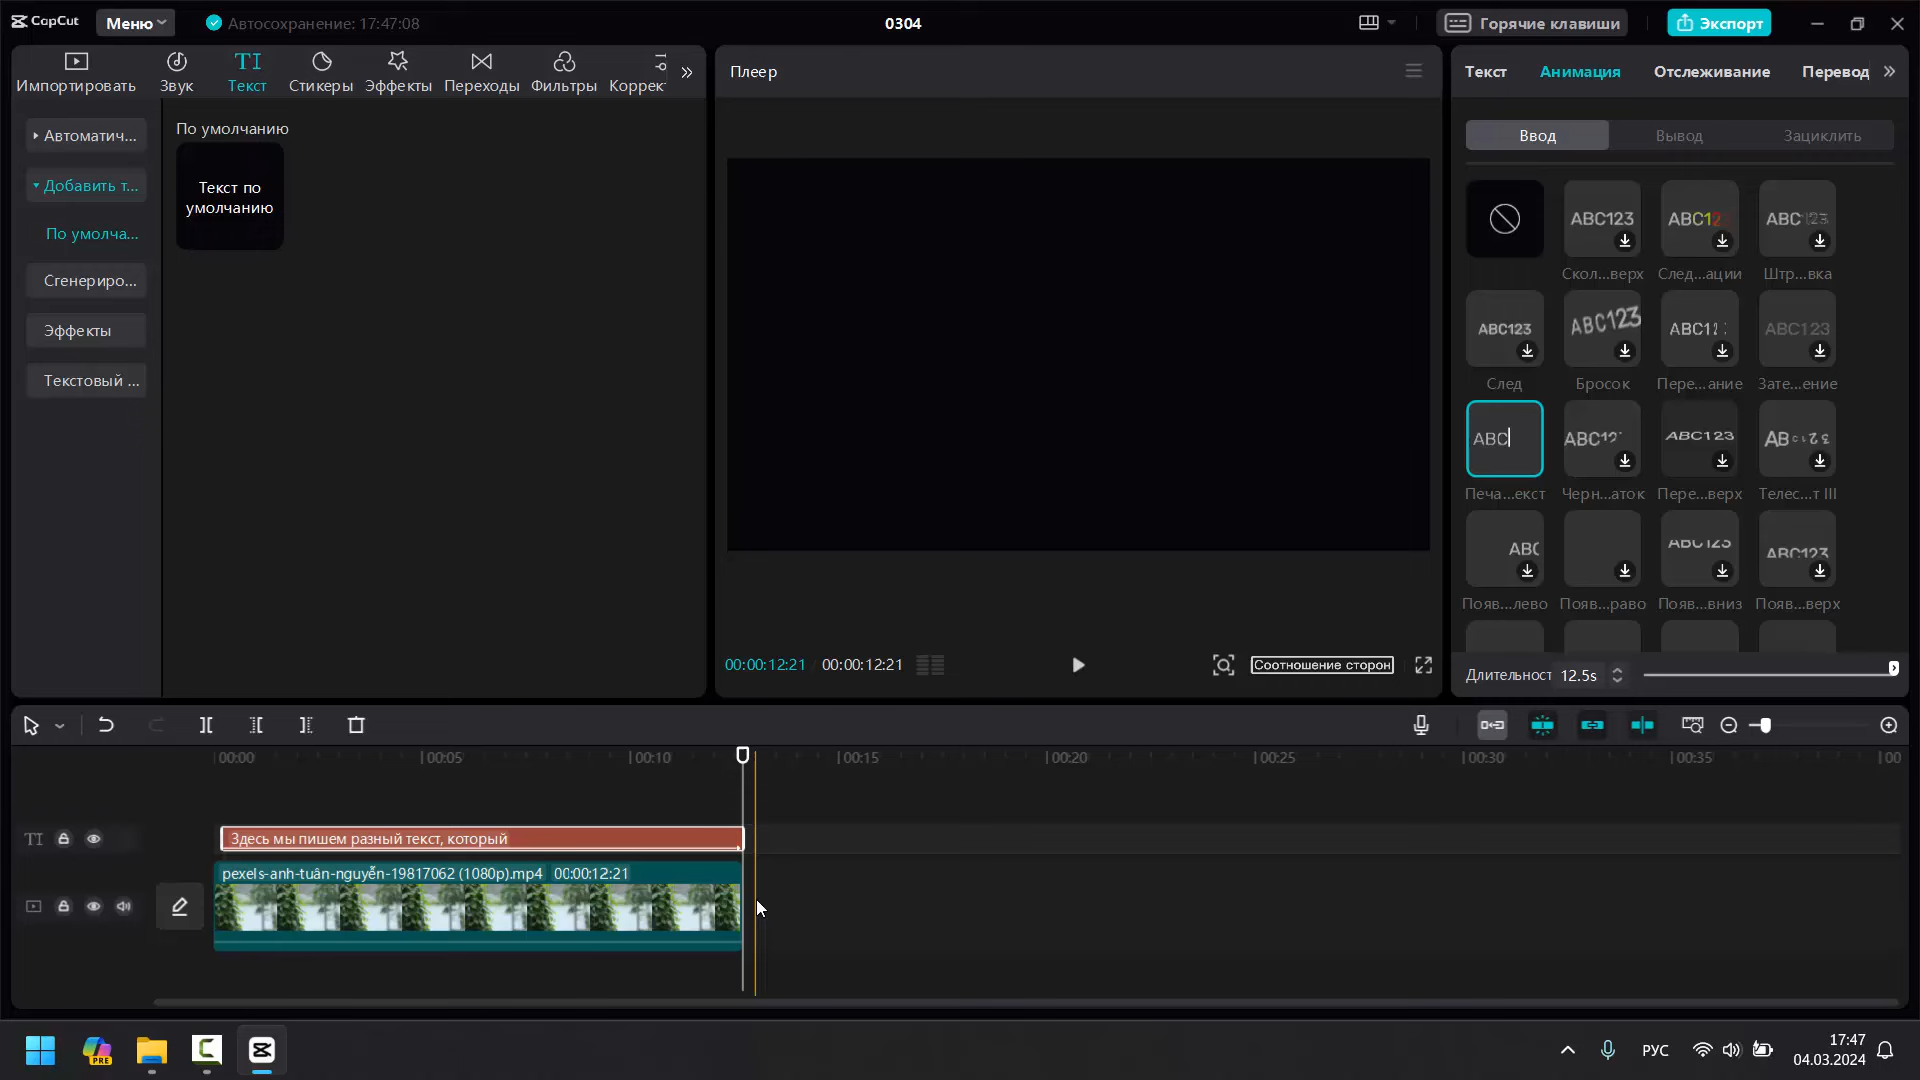 CapCut
Меню
Автосохранение: 17:47:08
0304
Горячие клавиши
Экспорт
Импортировать
Звук
TI
Текст
Стикеры
Эффекты
Переходы
Фильтры
Коррек
Автоматич...
Добавить т...
По умолча...
Сгенериро...
Эффекты
Текстовый ...
По умолчанию
Текст по
умолчанию
Плеер
00:00:12:21
00:00:12:21
Соотношение сторон
Текст
Анимация
Отслеживание
Перевод
Ввод
Вывод
Зациклить
ABC123
ABC12
ABC123
Скол...верх
След...ации
Штр...вка
ABC123
ABC123
ABC1
ABC123
След
Бросок
Пере...ание
Зате...ение
ABC
ABC12
ABC123
AB
Печа...екст
Черн...аток
Пере...верх
Телес...т III
ABC
ABC123
ABC123
Появ...лево
Появ...раво
Появ...вниз
Появ...верх
Длительност
12.5s
00:00
00:05
00:10
00:15
00:20
00:25
00:30
00:35
00
TI
Здесь мы пишем разный текст, который
pexels-anh-tuân-nguyễn-19817062 (1080p).mp4
00:00:12:21
PRE
РУС
17:47
04.03.2024